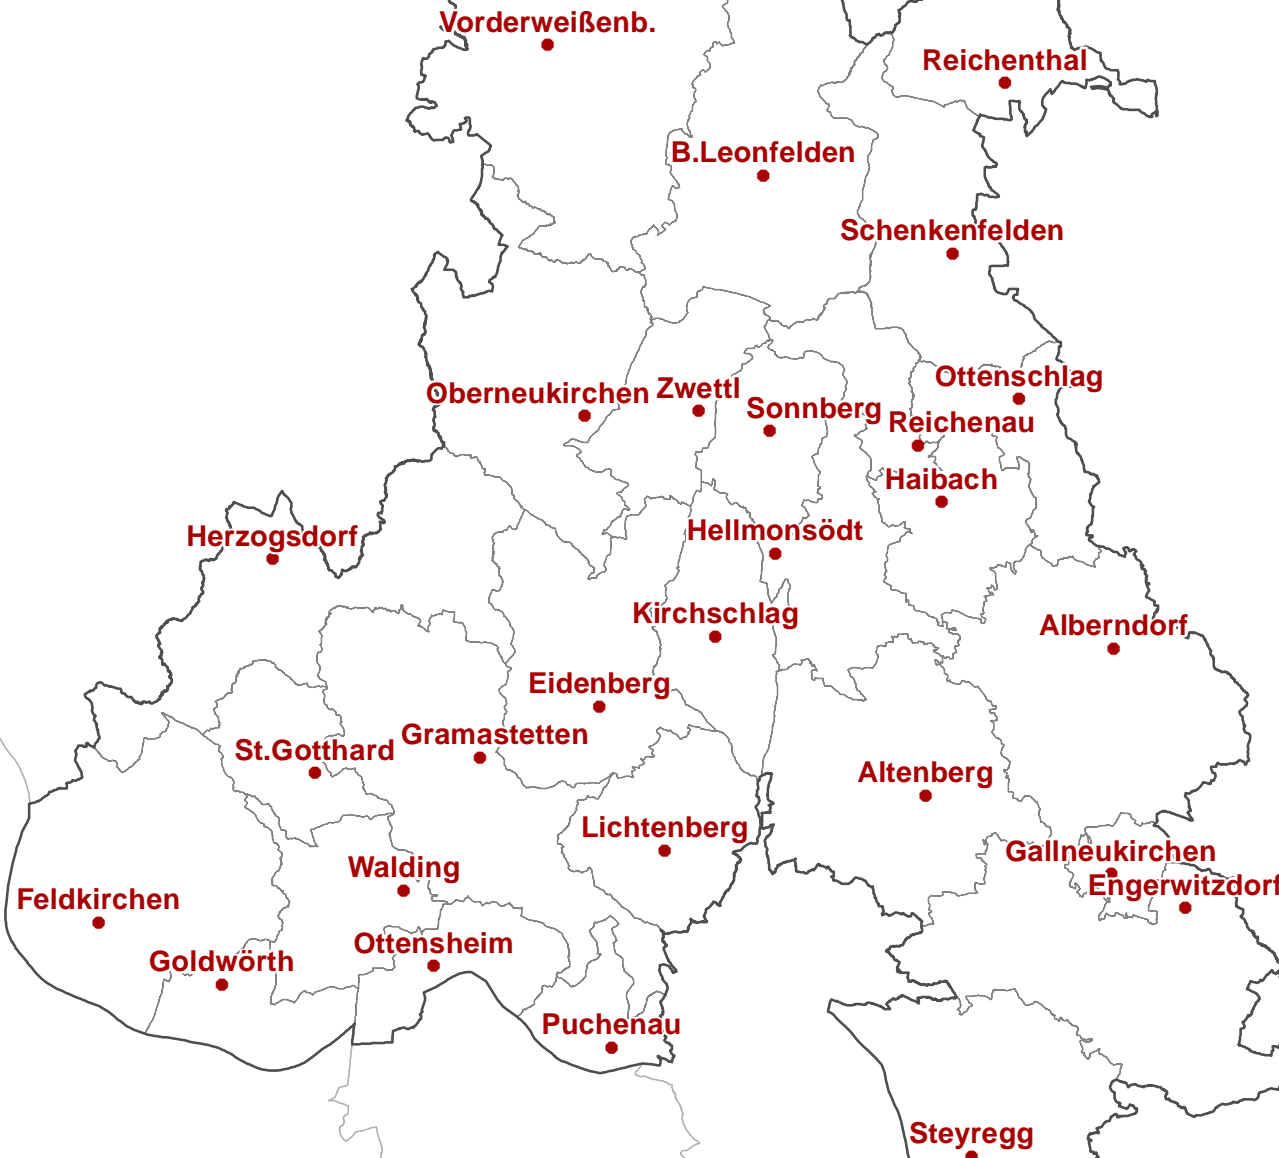 Vorderweißenb.
Reichenthal
B.Leonfelden
Schenkenfelden
Ottenschlag
Oberneukirchen
Zwettl
Sonnberg
Reichenau
Haibach
Hellmonsödt
Herzogsdorf
Kirchschlag
Alberndorf
Eidenberg
Gramastetten
St.Gotthard
Altenberg
Lichtenberg
Gallneukirchen
Walding
Engerwitzdorf
Feldkirchen
Ottensheim
Goldwörth
Puchenau
Steyregg